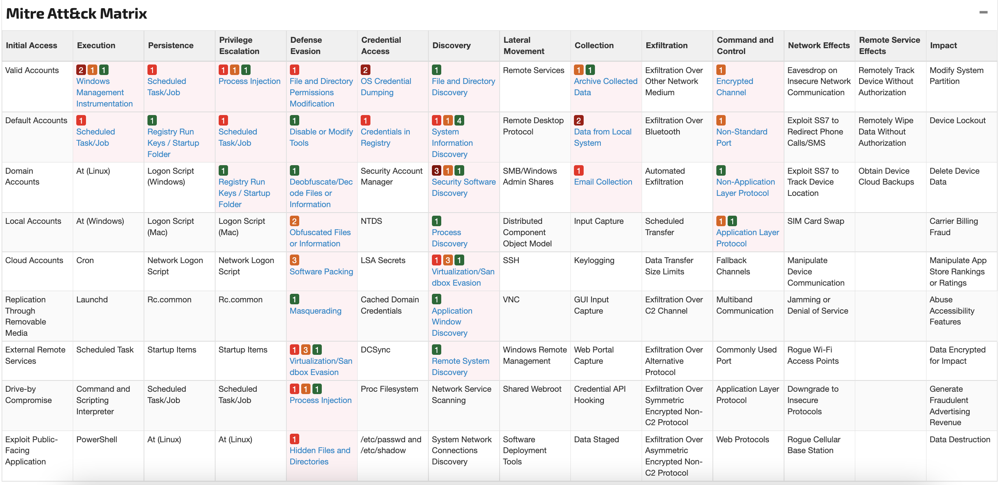 Mitre Att&ck Matrix
Initial Access
Execution
Persistence
Privilege
Escalation
Defense
Evasion
Credential
Access
Discovery
Lateral
Movement
Collection
Exfiltration
Command and
Control
Network Effects
Remote Service
Effects
Impact
Valid Accounts
2 1 1
Windows
Management
Instrumentation
1
Scheduled
Task/Job
1 1 1
Process Injection
1
File and Directory
Permissions
Modification
2
OS Credential
Dumping
1
File and Directory
Discovery
Remote Services
1 1
Archive Collected
Data
Exfiltration Over
Other Network
Medium
1
Encrypted
Channel
Eavesdrop on
Insecure Network
Communication
Remotely Track
Device Without
Authorization
Modify System
Partition
Default Accounts
1
Scheduled
Task/Job
1
Registry Run
Keys / Startup
Folder
1
Scheduled
Task/Job
1
Disable or Modify
Tools
1
Credentials in
Registry
1 1 4
System
Information
Discovery
Remote Desktop
Protocol
2
Data from Local
System
Exfiltration Over
Bluetooth
1
Non-Standard
Port
Exploit SS7 to
Redirect Phone
Calls/SMS
Remotely Wipe
Data Without
Authorization
Device Lockout
Domain
Accounts
At (Linux)
Logon Script
(Windows)
1
Registry Run
Keys / Startup
Folder
1
Deobfuscate/Dec
ode Files or
Information
Security Account
Manager
3 1 1
Security Software
Discovery
SMB/Windows
Admin Shares
1
Email Collection
Automated
Exfiltration
1
Non-Application
Layer Protocol
Exploit SS7 to
Track Device
Location
Obtain Device
Cloud Backups
Delete Device
Data
Local Accounts
At (Windows)
Logon Script
(Mac)
Logon Script
(Mac)
2
Obfuscated Files
or Information
NTDS
1
Process
Discovery
Distributed
Component
Object Model
Input Capture
Scheduled
Transfer
1 1
Application Layer
Protocol
SIM Card Swap
Carrier Billing
Fraud
Cloud Accounts
Cron
Network Logon
Script
Network Logon
Script
3
Software Packing
LSA Secrets
1 3 1
Virtualization/San
dbox Evasion
SSH
Keylogging
Data Transfer
Size Limits
Fallback
Channels
Manipulate
Device
Communication
Manipulate App
Store Rankings
or Ratings
Replication
Through
Removable
Media
Launchd
Rc.common
Rc.common
1
Masquerading
Cached Domain
Credentials
1
Application
Window
Discovery
VNC
GUI Input
Capture
Exfiltration Over
C2 Channel
Multiband
Communication
Jamming or
Denial of Service
Abuse
Accessibility
Features
External Remote
Services
Scheduled Task
Startup Items
Startup Items
1 3 1
Virtualization/San
dbox Evasion
DCSync
1
Remote System
Discovery
Windows Remote
Management
Web Portal
Capture
Exfiltration Over
Alternative
Protocol
Commonly Used
Port
Rogue Wi-Fi
Access Points
Data Encrypted
for Impact
Drive-by
Compromise
Command and
Scripting
Interpreter
Scheduled
Task/Job
Scheduled
Task/Job
1 1 1
Process Injection
Proc Filesystem
Network Service
Scanning
Shared Webroot
Credential API
Hooking
Exfiltration Over
Symmetric
Encrypted Non-
C2 Protocol
Application Layer
Protocol
Downgrade to
Insecure
Protocols
Generate
Fraudulent
Advertising
Revenue
Exploit Public-
Facing
Application
PowerShell
At (Linux)
At (Linux)
1
Hidden Files and
Directories
/etc/passwd and
/etc/shadow
System Network
Connections
Discovery
Software
Deployment
Tools
Data Staged
Exfiltration Over
Asymmetric
Encrypted Non-
C2 Protocol
Web Protocols
Rogue Cellular
Base Station
Data Destruction